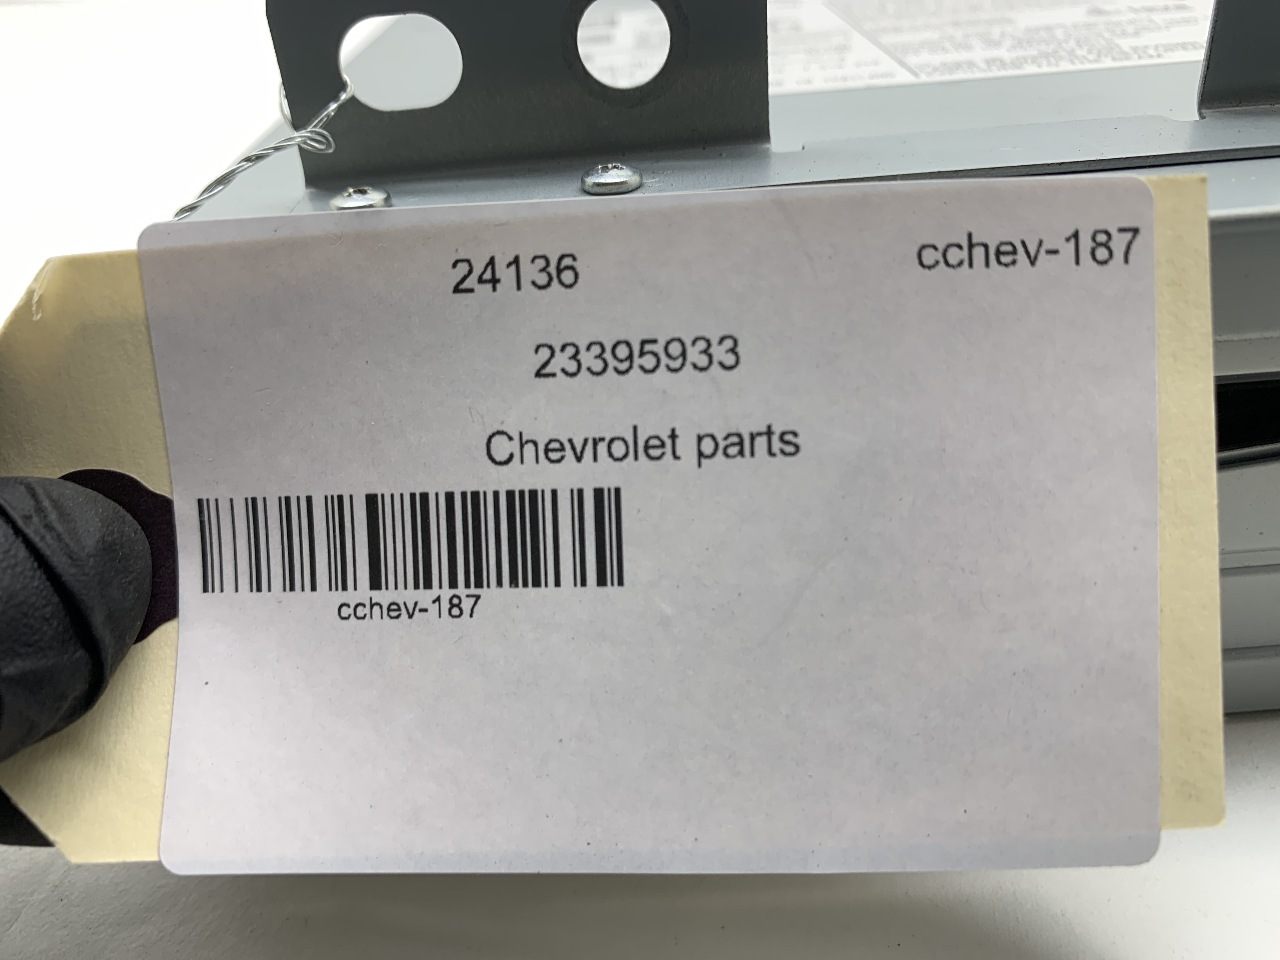 24136
cchev-187
23395933
Chevrolet parts
cchev-187